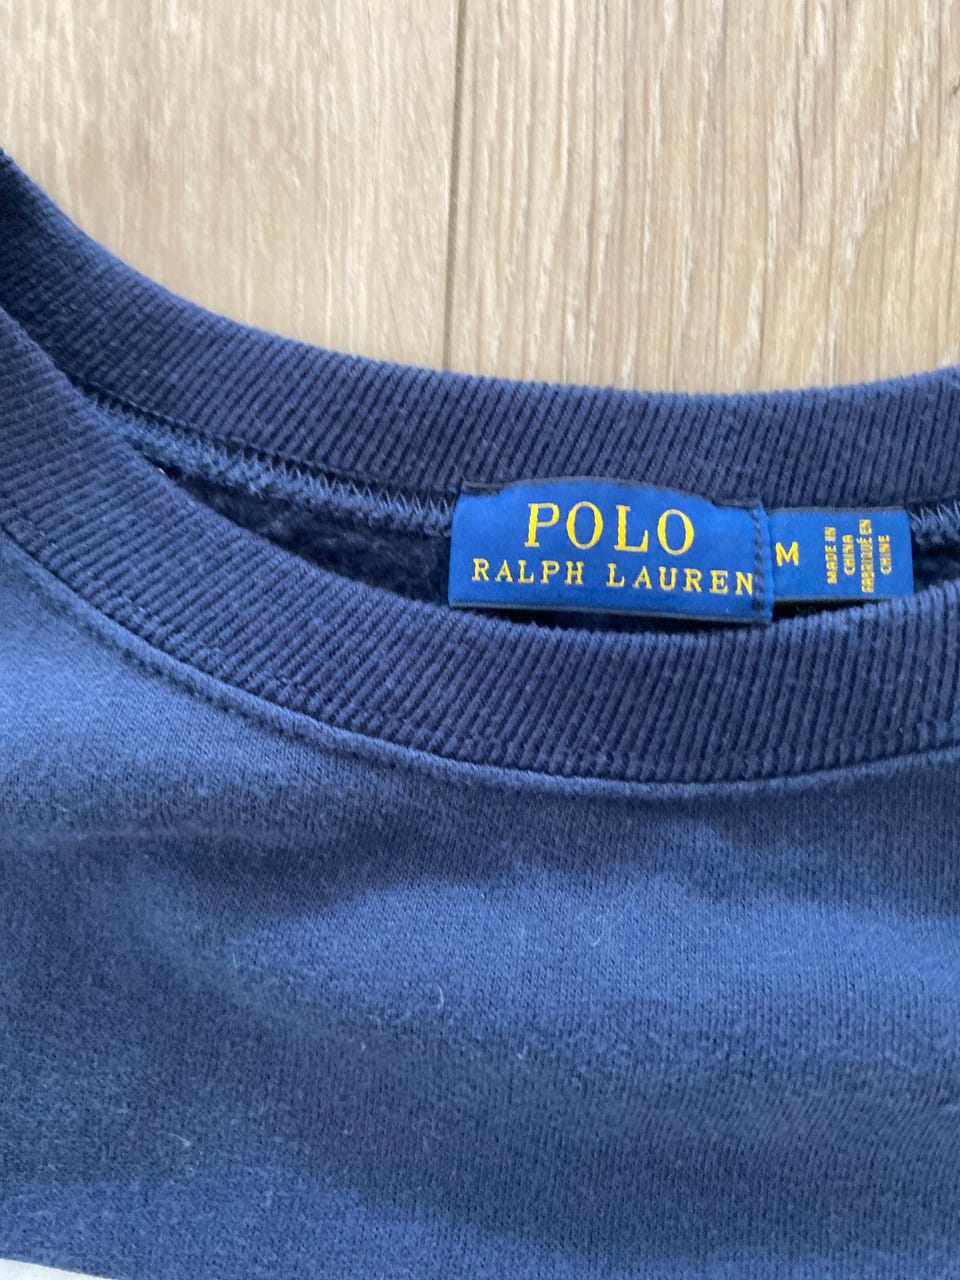 POLO
RALPH LAUREN
M
MADE IN
CHINA
FABRIQUÉ EN
CHINE